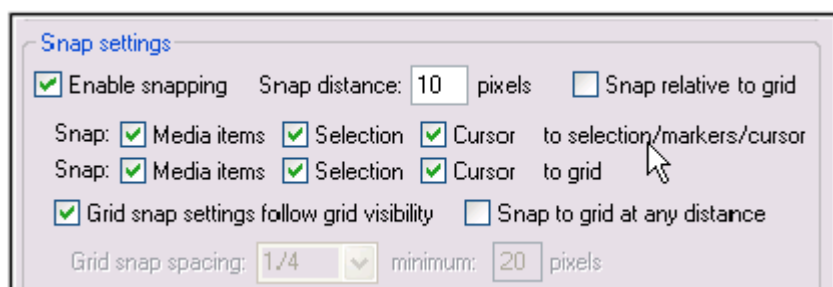 Snap settings
Enable snapping Snap distance: 10 pixels Snap relative to grid
Snap: Media items Selection Cursor to selection/markers/cursor
Snap: Media items Selection Cursor to grid
Grid snap settings follow grid visibility Snap to grid at any distance
Grid snap spacing: 1./4 minimum: 20 pixels